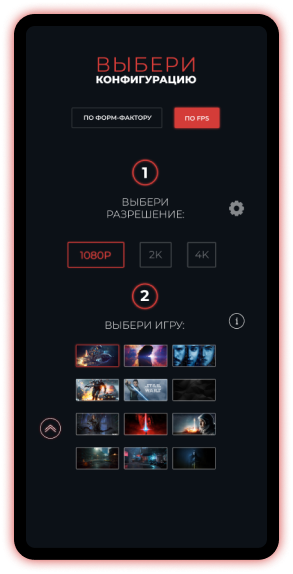 ВЫБЕРИ
КОНФИГУРАЦИЮ
ПО ФОРМ-ФАКТОРУ ПО FPS
1
ВЫБЕРИ
РАЗРЕШЕНИЕ:
1080P 2K 4K
2
ВЫБЕРИ ИГРУ:
STAR
WARS